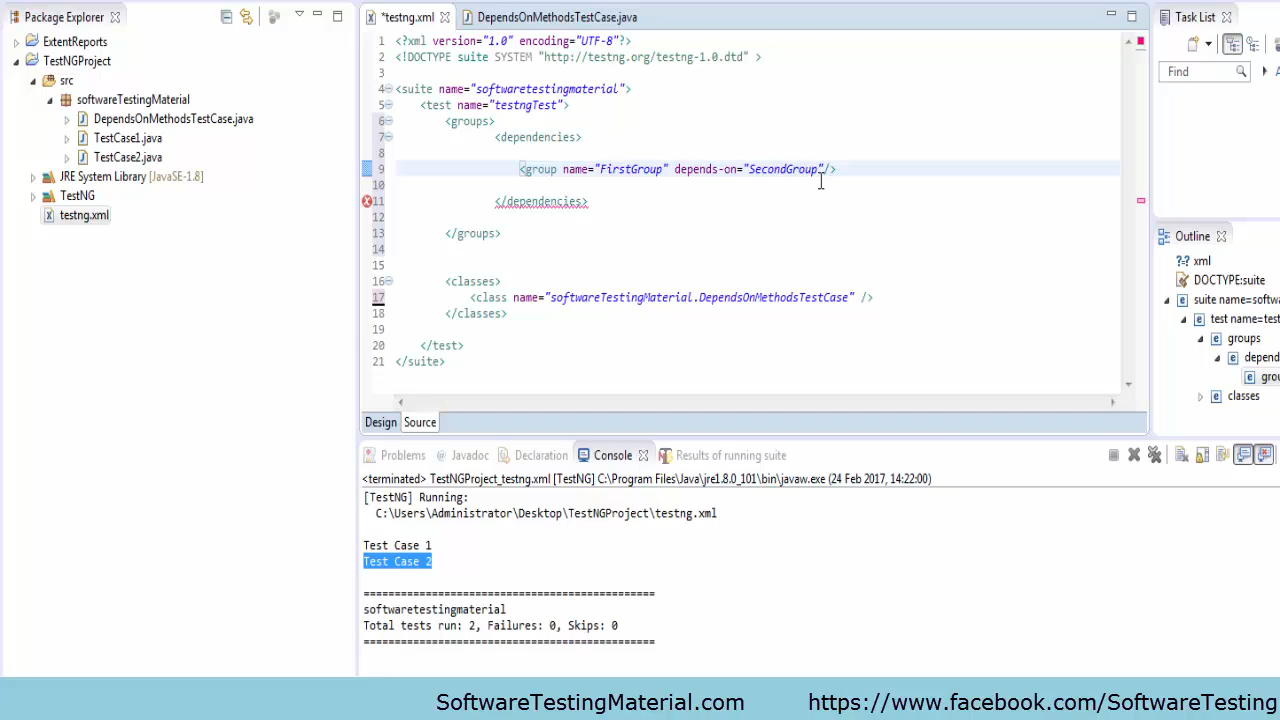 Package Explorer
ExtentReports
TestNGProject
src
softwareTestingMaterial
DependsOnMethodsTestCase.java
TestCase1.java
TestCase2.java
JRE System Library [JavaSE-1.8]
TestNG
testng.xml
*testng.xml
DependsOnMethodsTestCase.java
1 <?xml version="1.0" encoding="UTF-8"?>
2 <!DOCTYPE suite SYSTEM "http://testng.org/testng-1.0.dtd" >
3
4 <suite name="softwaretestingmaterial">
5 <test name="testngTest">
6 <groups>
7 <dependencies>
8
9 <group name="FirstGroup" depends-on="SecondGroup"/>
10
11 </dependencies>
12
13 </groups>
14
15
16 <classes>
17 <class name="softwareTestingMaterial.DependsOnMethodsTestCase" />
18 </classes>
19
20 </test>
21 </suite>
Design Source
Problems Javadoc Declaration Console Results of running suite
<terminated> TestNGProject_testng.xml [TestNG] C:\Program Files\Java\jre1.8.0_101\bin\javaw.exe (24 Feb 2017, 14:22:00)
[TestNG] Running:
C:\Users\Administrator\Desktop\TestNGProject\testng.xml
Test Case 1
Test Case 2
===============================================
softwaretestingmaterial
Total tests run: 2, Failures: 0, Skips: 0
===============================================
Task List
Find
Outline
xml
DOCTYPE:suite
suite name=softw
test name=test
groups
depend
grou
classes
SoftwareTestingMaterial.com https://www.facebook.com/SoftwareTesting